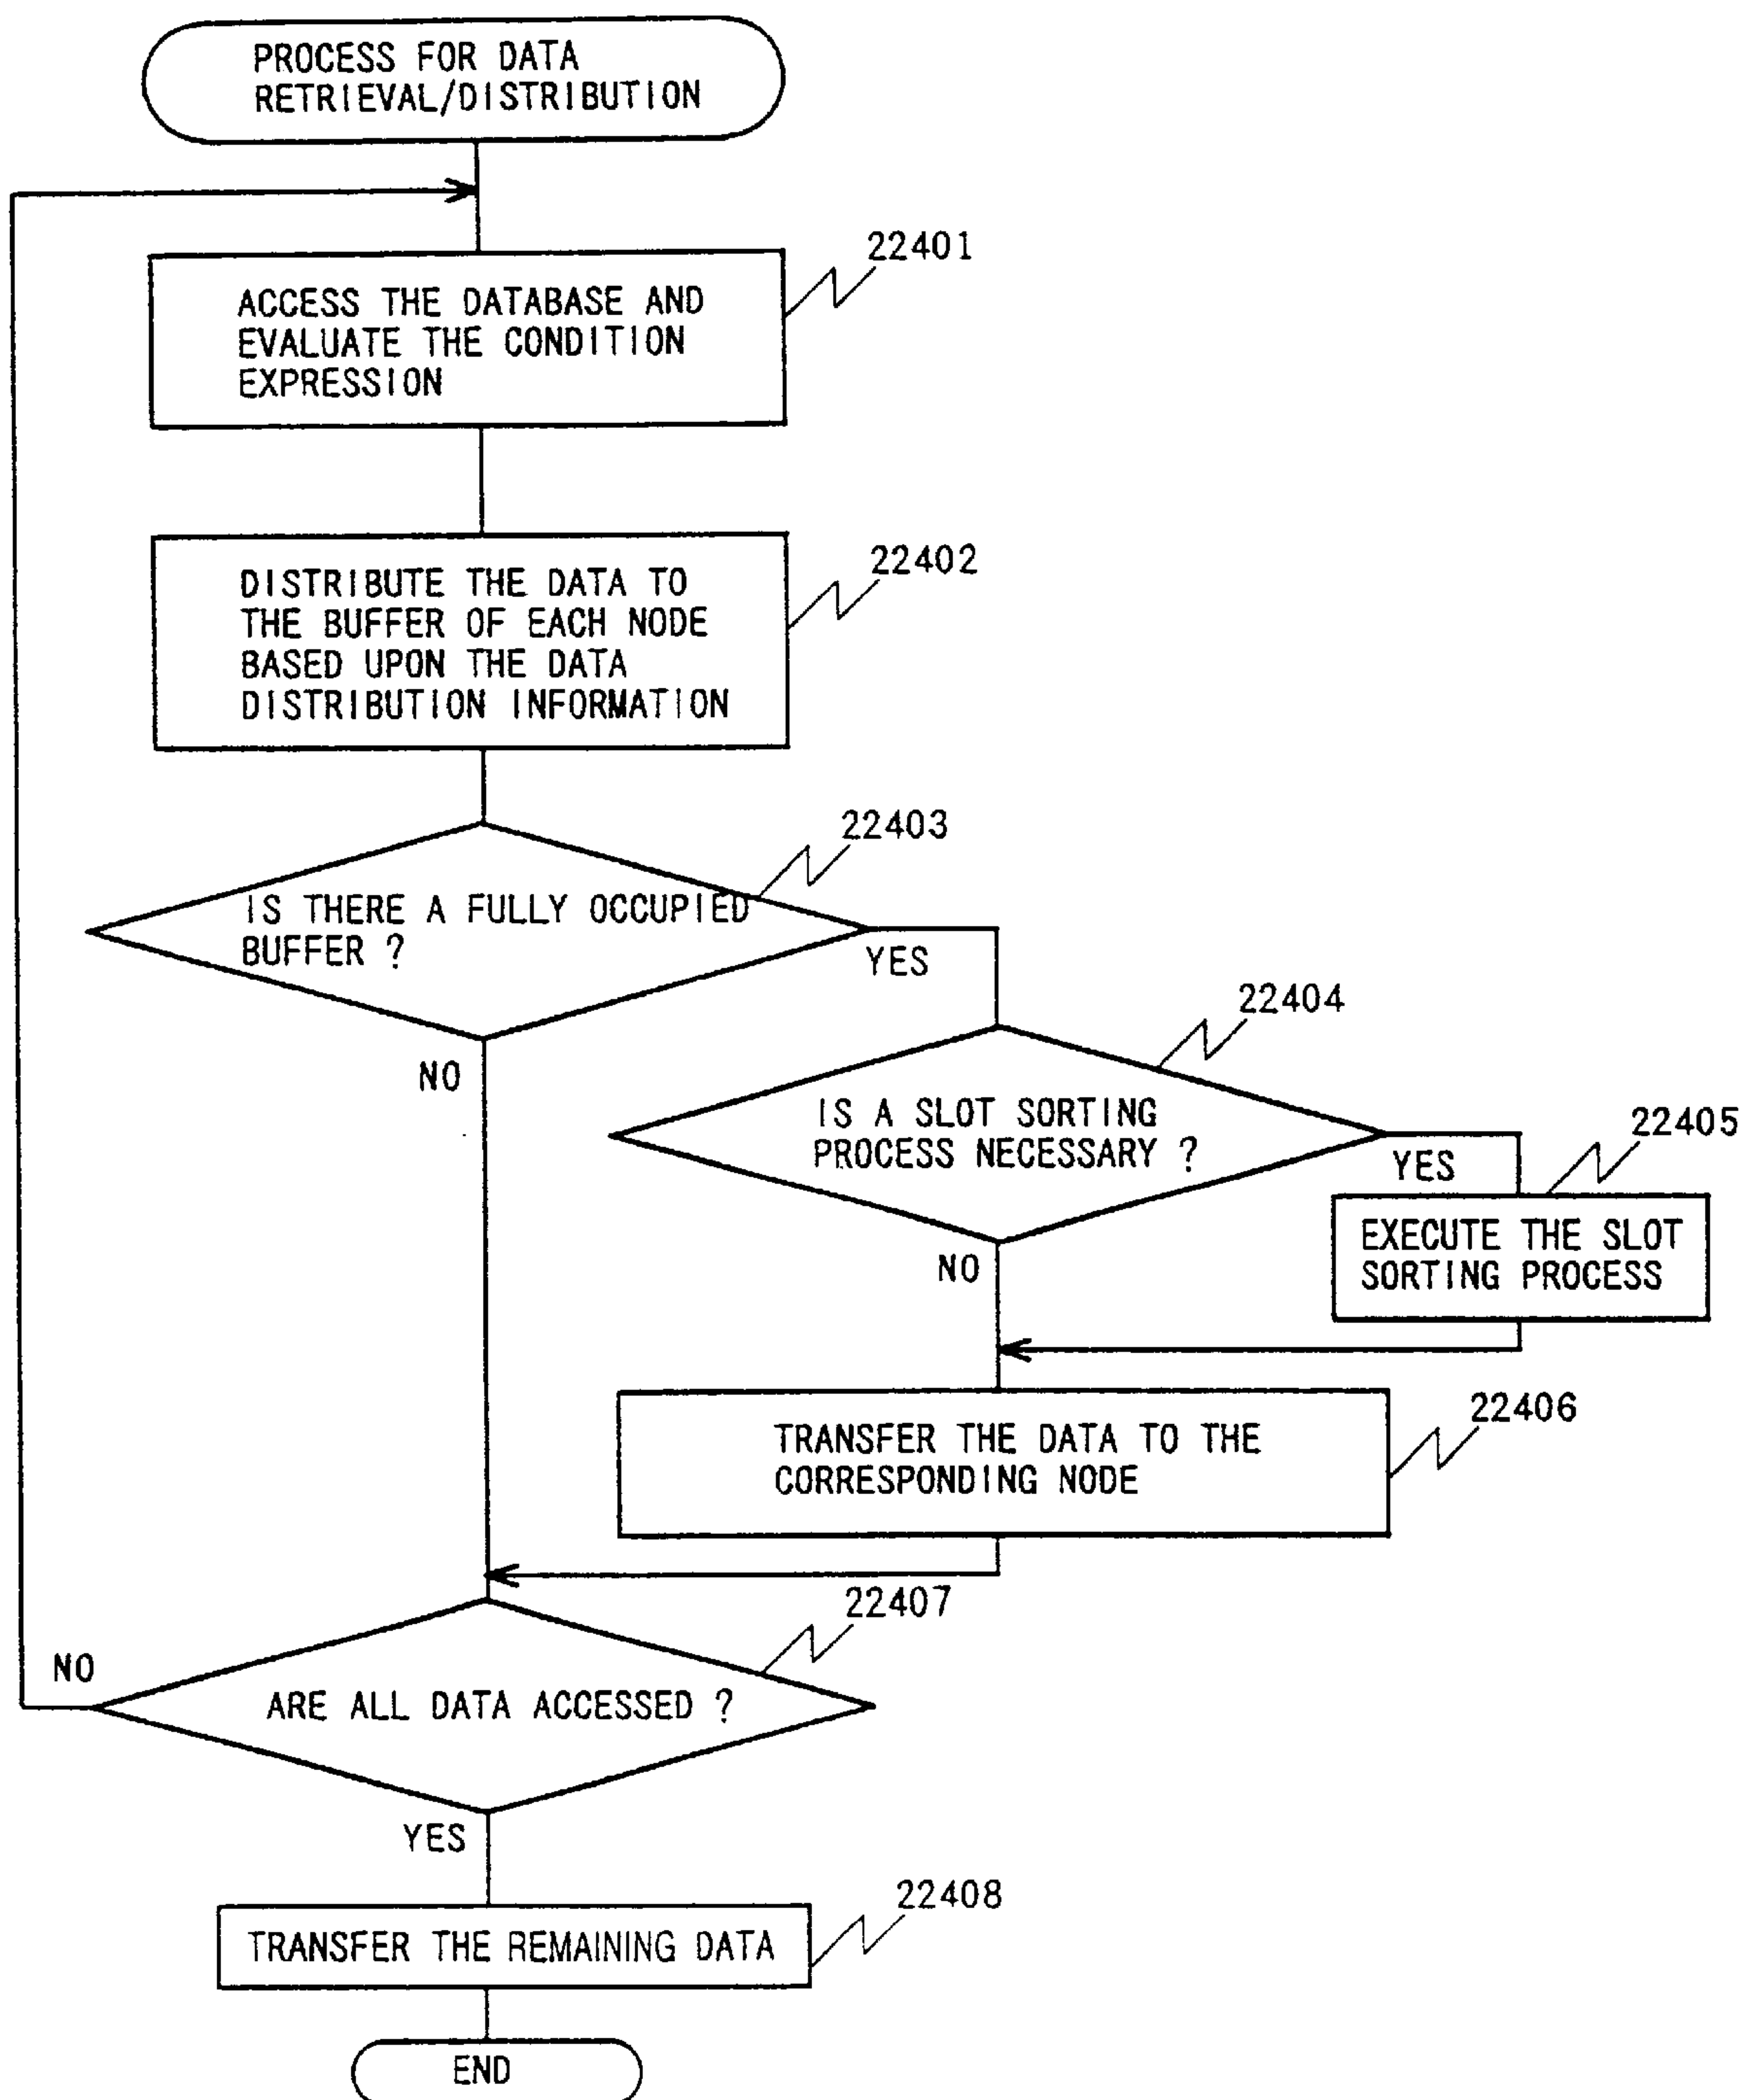 PROCESS FOR DATA
RETRIEVAL/DISTRIBUTION
22401
ACCESS THE DATABASE AND
EVALUATE THE CONDITION
EXPRESSION
22402
DISTRIBUTE THE DATA TO
THE BUFFER OF EACH NODE
BASED UPON THE DATA
DISTRIBUTION INFORMATION
22403
IS THERE A FULLY OCCUPIED
BUFFER ?
YES
NO
22404
IS A SLOT SORTING
PROCESS NECESSARY ?
YES
NO
22405
EXECUTE THE SLOT
SORTING PROCESS
22406
TRANSFER THE DATA TO THE
CORRESPONDING NODE
22407
NO
ARE ALL DATA ACCESSED ?
YES
22408
TRANSFER THE REMAINING DATA
END